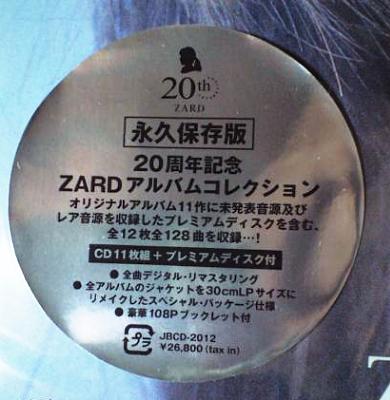 20th
ZARD
永久保存版
20周年記念
ZARDアルバムコレクション
オリジナルアルバム11作に未発表音源及び
レア音源を収録したプレミアムディスクを含む、
全12枚全128曲を収録…!
CD11枚組+プレミアムディスク付
● 全曲デジタル・リマスタリング
● 全アルバムのジャケットを30cmLPサイズに
リメイクしたスペシャル・パッケージ仕様
● 豪華108Pブックレット付
プラ
JBCD-2012
¥26,800 (tax in)